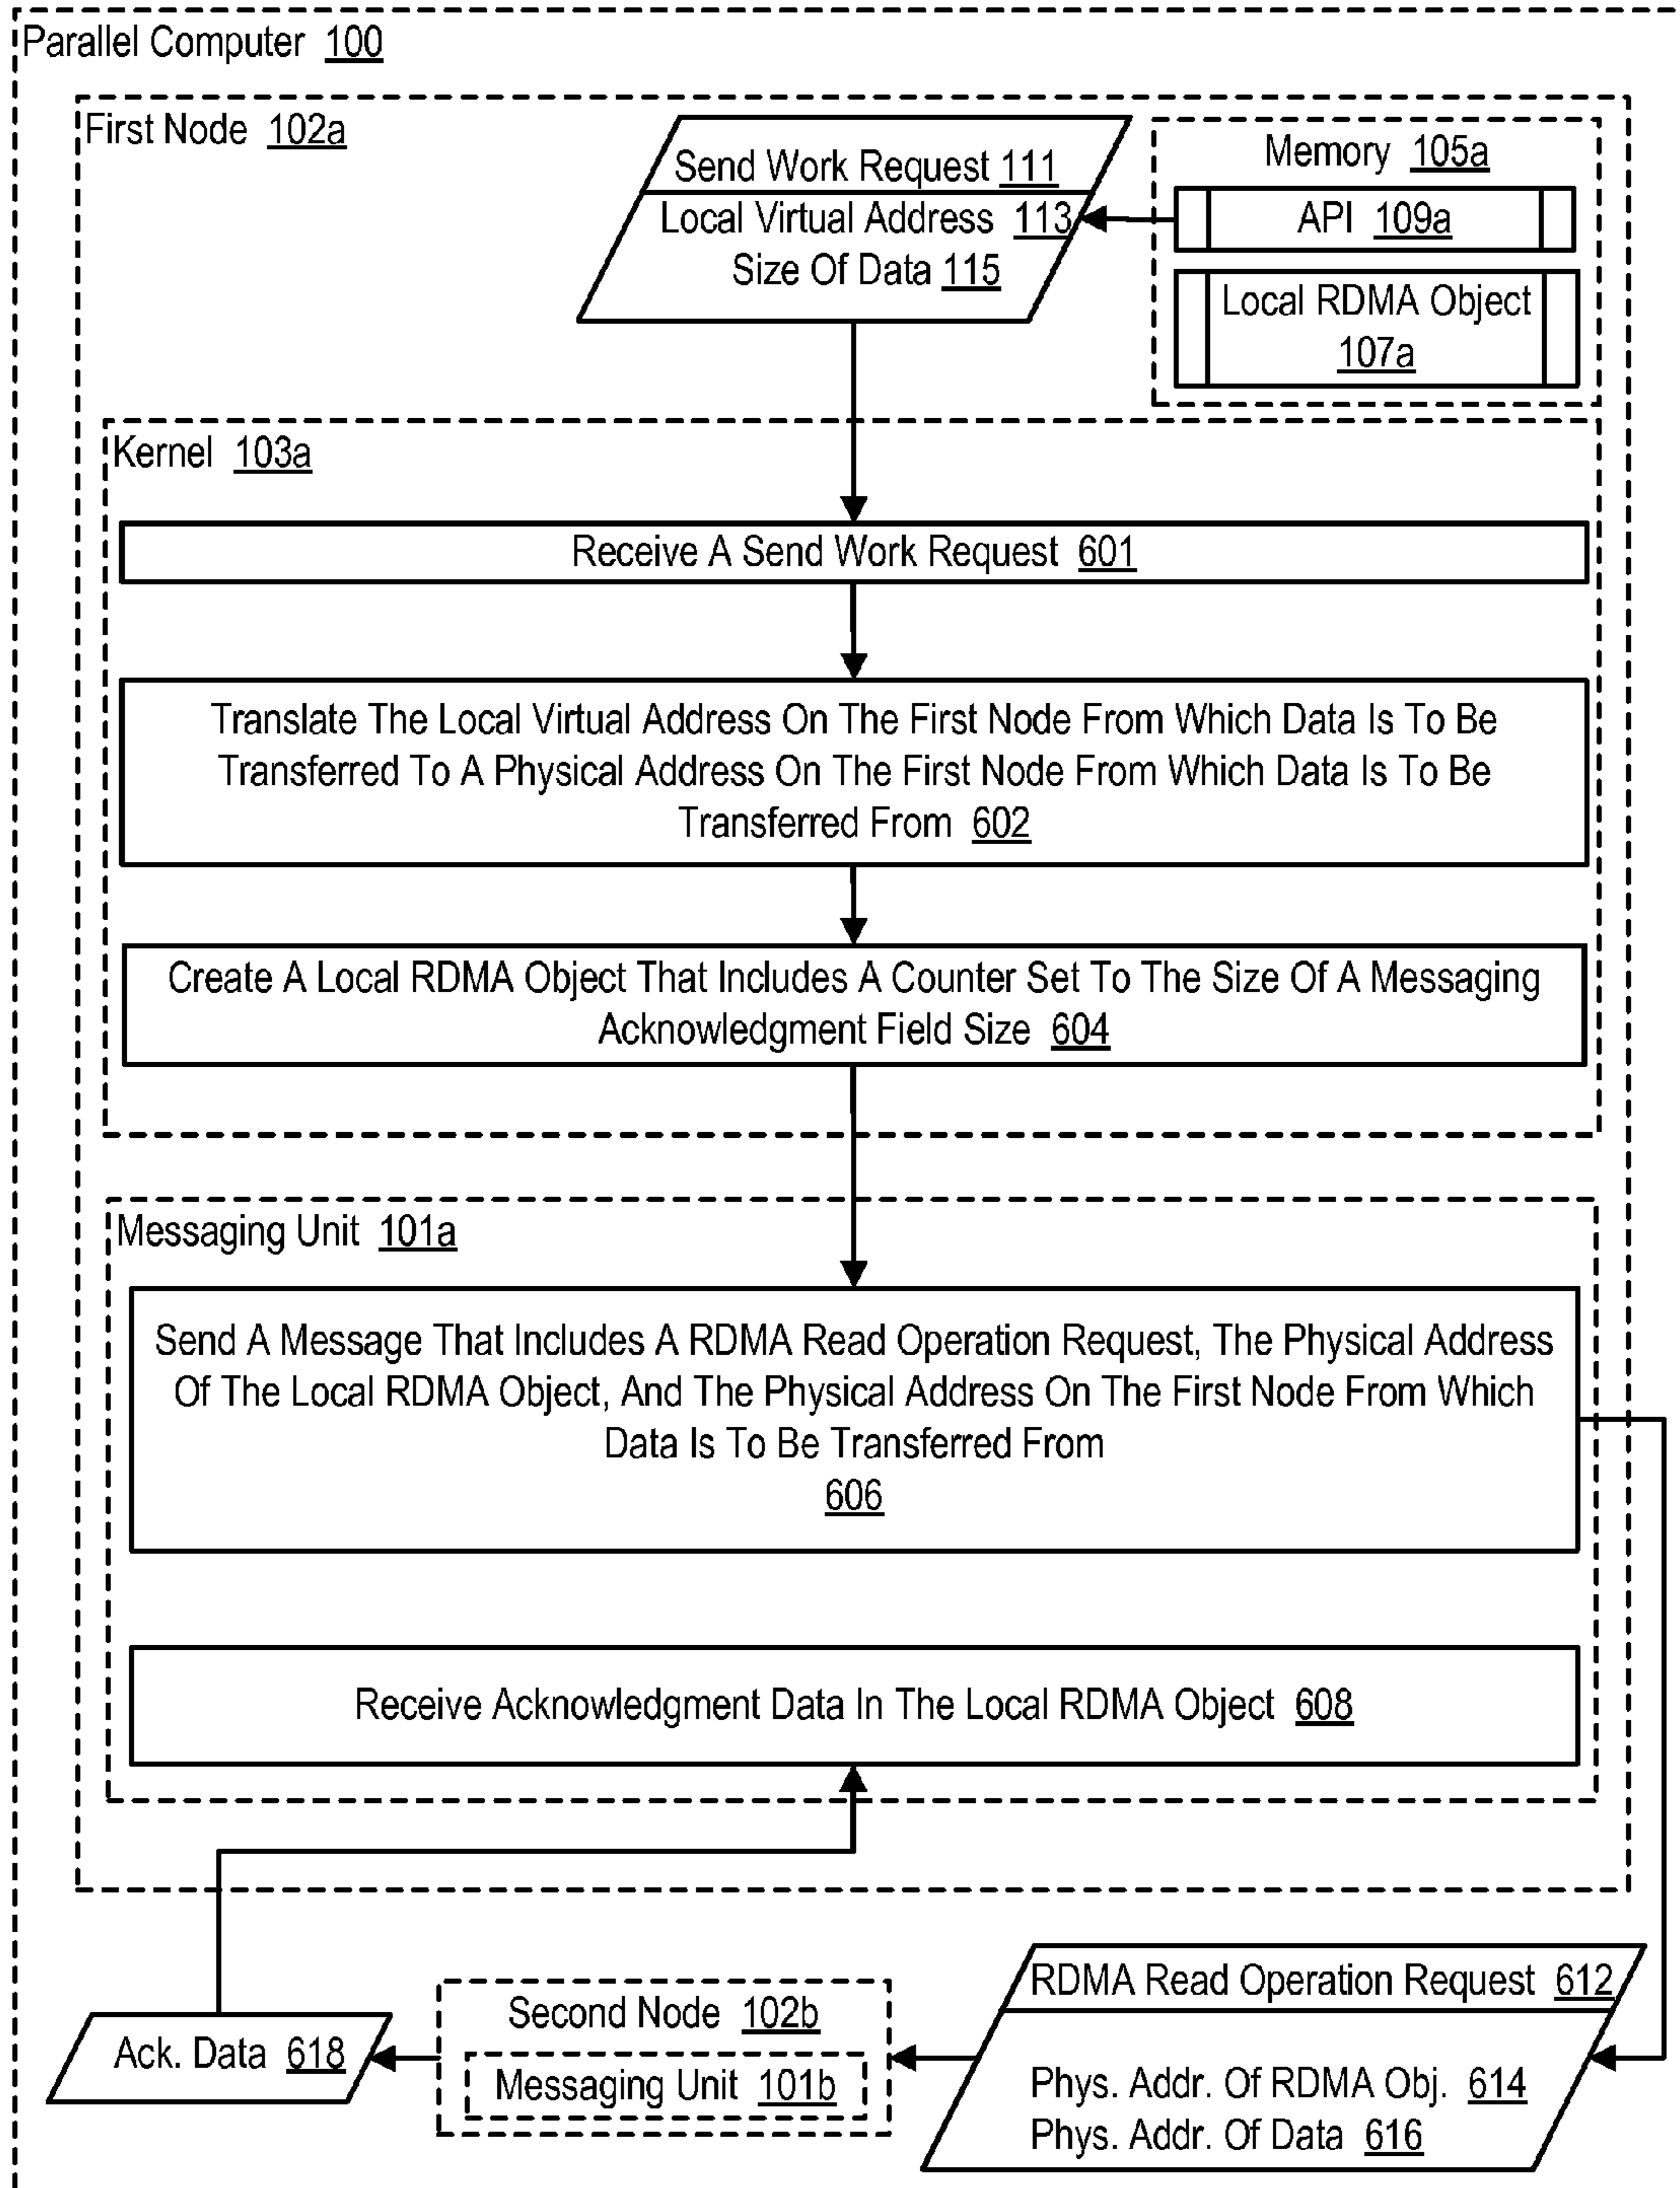 Parallel Computer 100
First Node 102a
Send Work Request 111
Local Virtual Address 113
Size Of Data 115
Memory 105a
API 109a
Local RDMA Object
107a
Kernel 103a
Receive A Send Work Request 601
Translate The Local Virtual Address On The First Node From Which Data Is To Be
Transferred To A Physical Address On The First Node From Which Data Is To Be
Transferred From 602
Create A Local RDMA Object That Includes A Counter Set To The Size Of A Messaging
Acknowledgment Field Size 604
Messaging Unit 101a
Send A Message That Includes A RDMA Read Operation Request, The Physical Address
Of The Local RDMA Object, And The Physical Address On The First Node From Which
Data Is To Be Transferred From
606
Receive Acknowledgment Data In The Local RDMA Object 608
Ack. Data 618
Second Node 102b
Messaging Unit 101b
RDMA Read Operation Request 612
Phys. Addr. Of RDMA Obj. 614
Phys. Addr. Of Data 616